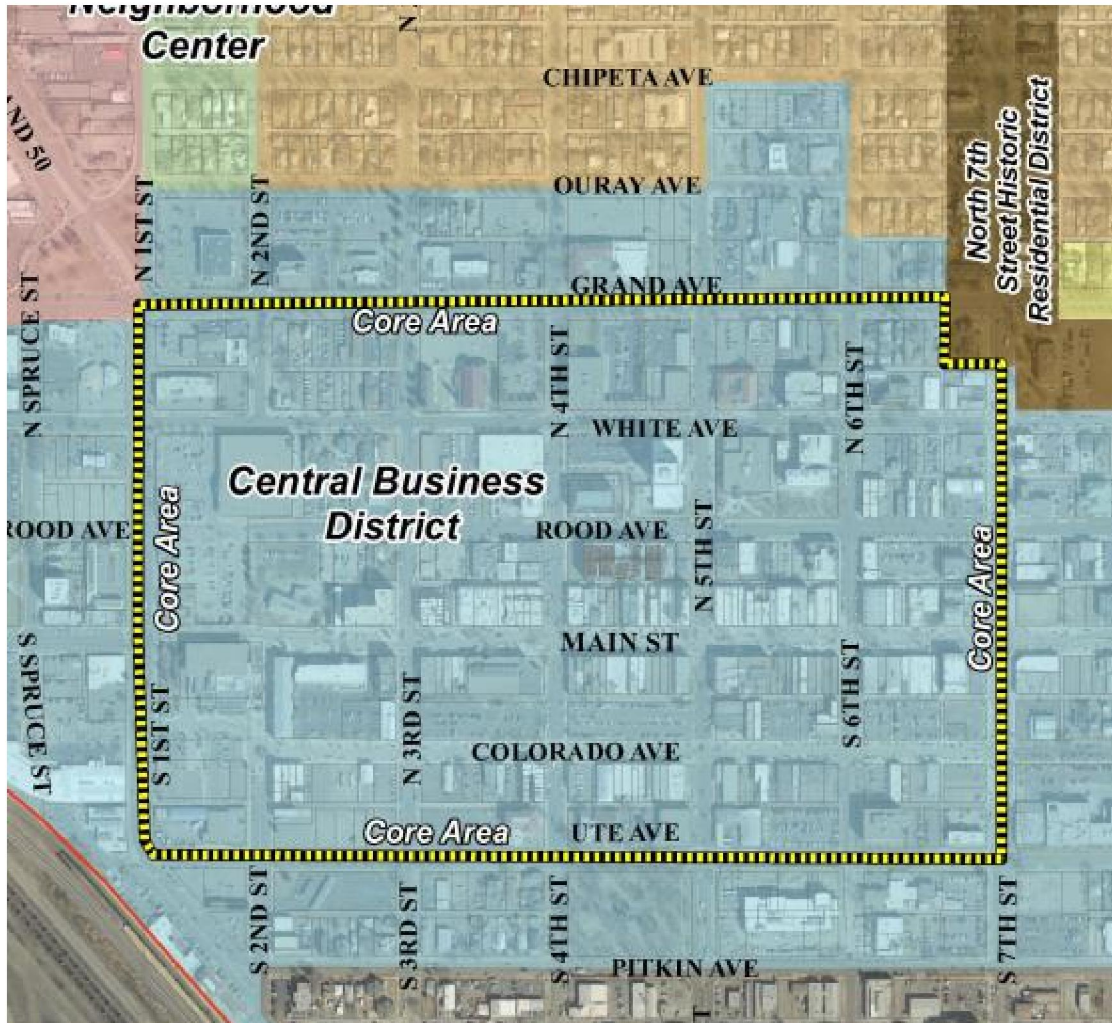 Neighborhood
Center
N
CHIPETA AVE
AND 50
North 7th
Street Historic
Residential District
OURAY AVE
N 1ST ST
N 2ND ST
GRAND AVE
Core Area
N SPRUCE ST
N 4TH ST
N 6TH ST
WHITE AVE
Central Business
District
ROOD AVE
ROOD AVE
Core Area
N 5TH ST
Core Area
MAIN ST
S SPRUCE ST
S 1ST ST
N 3RD ST
S 6TH ST
COLORADO AVE
Core Area
UTE AVE
S 2ND ST
S 3RD ST
S 4TH ST
S 7TH ST
PITKIN AVE